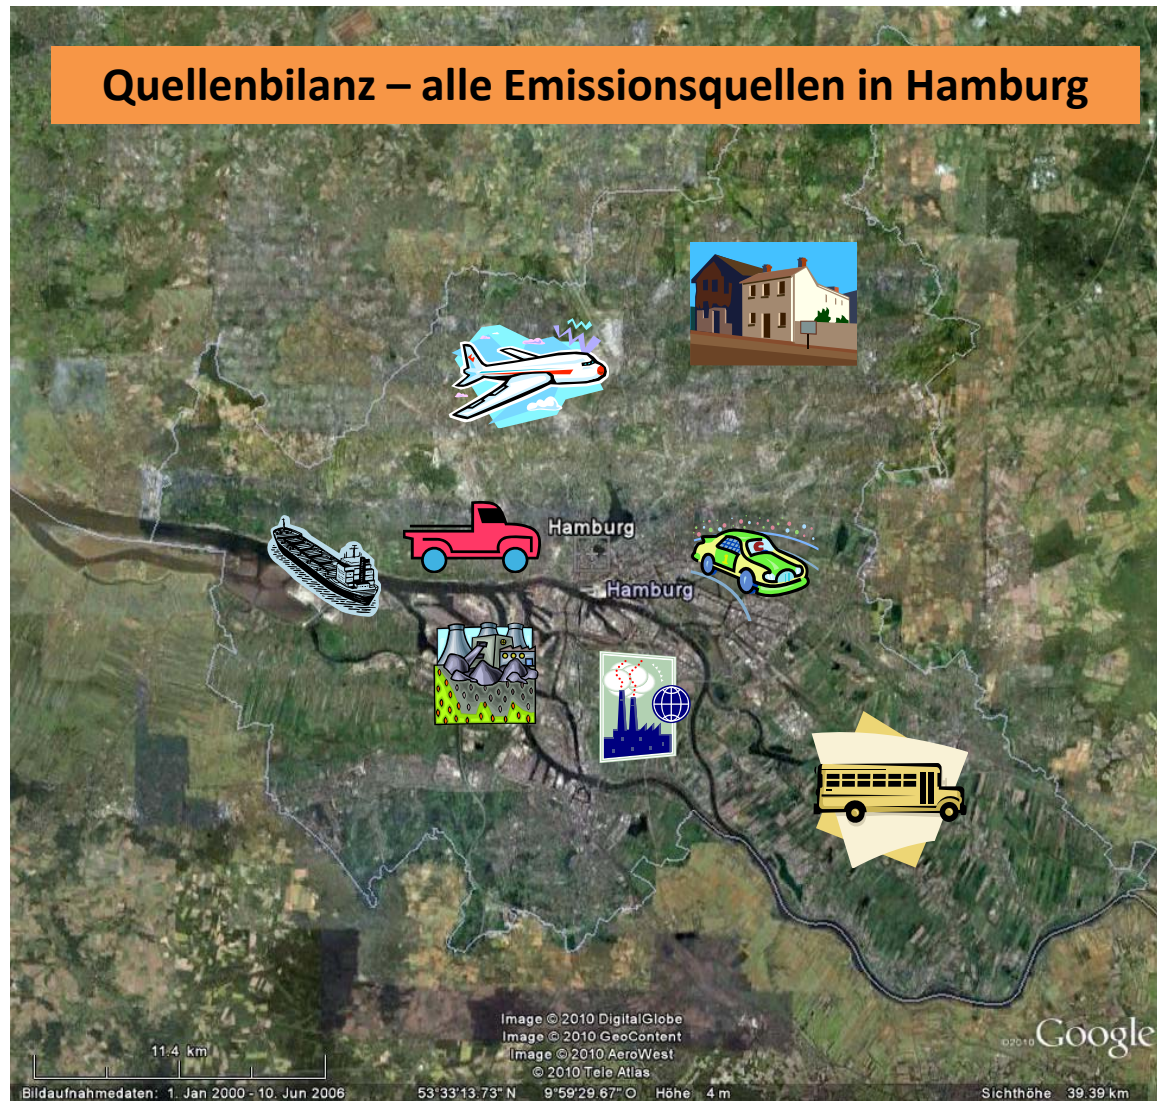 Quellenbilanz – alle Emissionsquellen in Hamburg
Hamburg
Hamburg
Image © 2010 DigitalGlobe
Image © 2010 GeoContent
Image © 2010 AeroWest
© 2010 Tele Atlas
©2010 Google
11.4 km
Bildaufnahmedaten: 1. Jan 2000 - 10. Jun 2006 53°33'13.73" N 9°59'29.67" O Höhe 4 m Sichthöhe 39.39 km